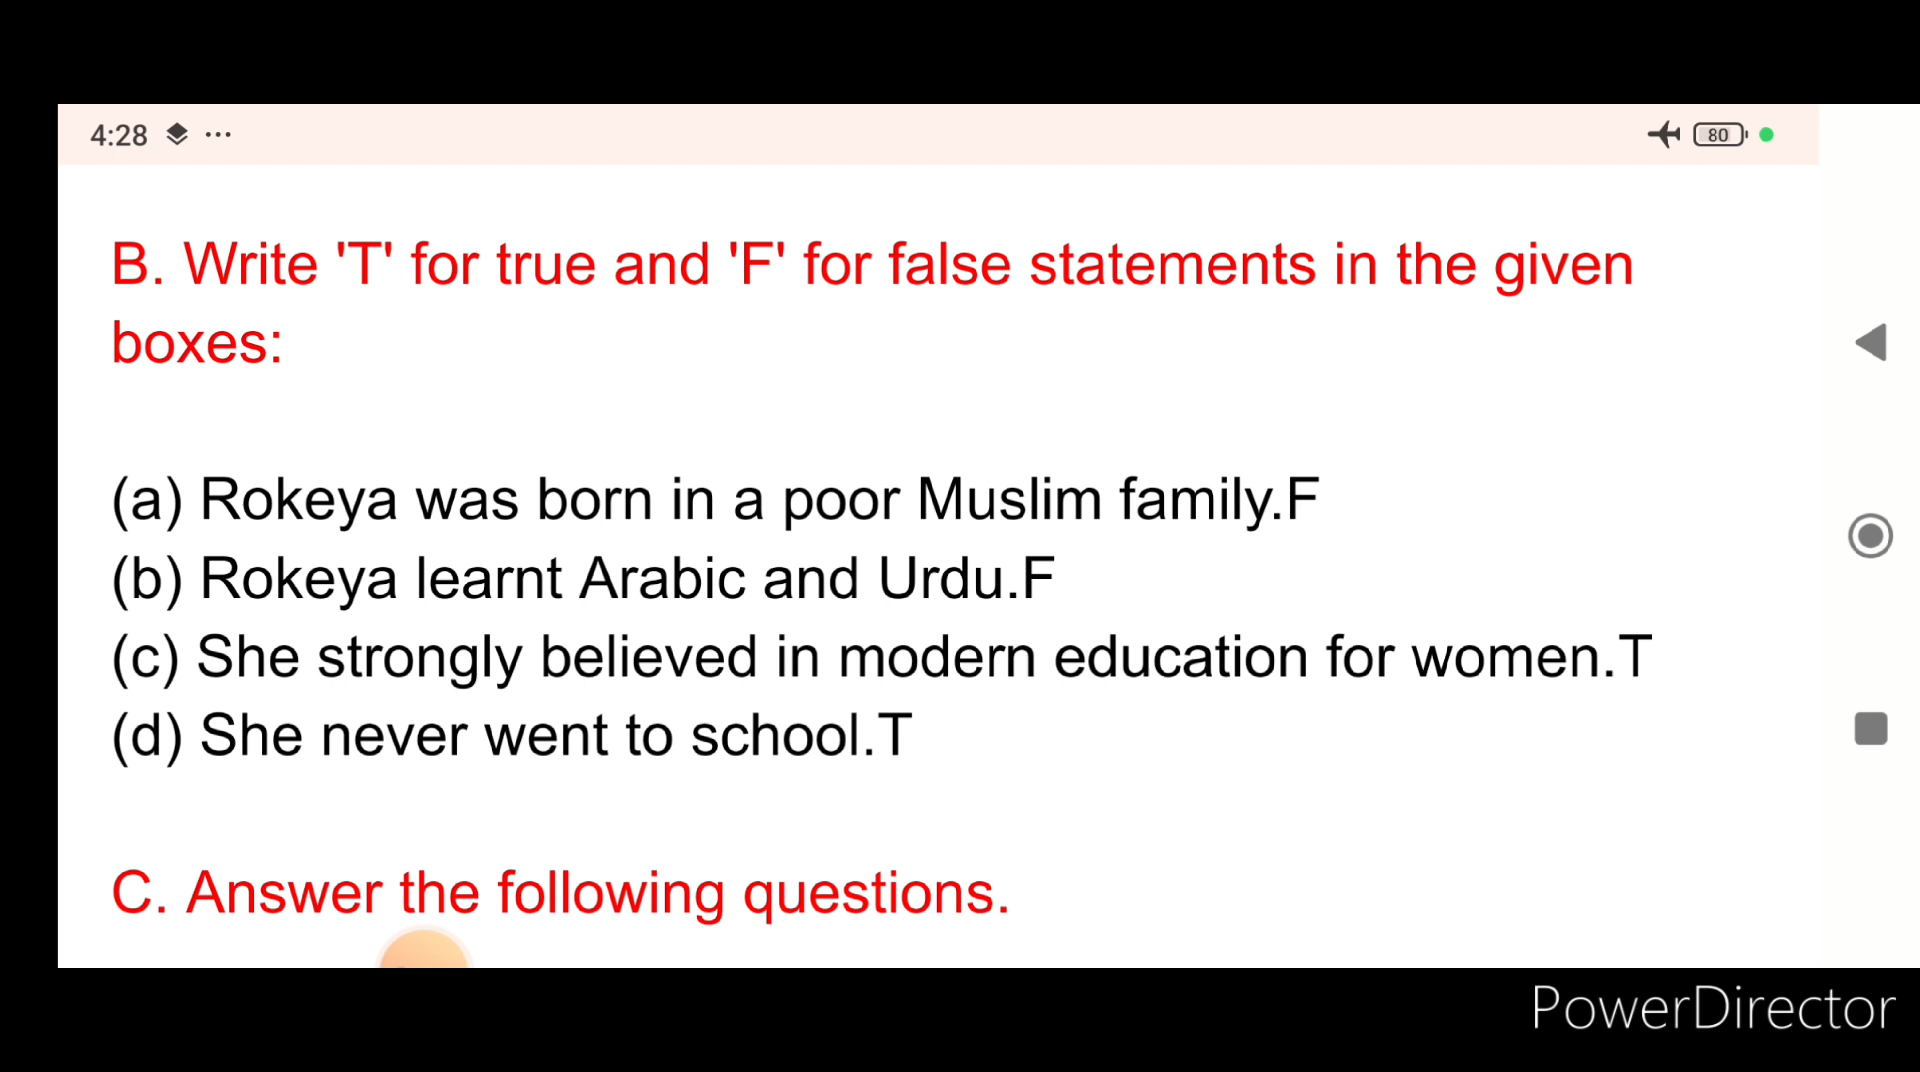 4:28 ...
80
B. Write 'T' for true and 'F' for false statements in the given
boxes:
(a) Rokeya was born in a poor Muslim family.F
(b) Rokeya learnt Arabic and Urdu.F
(c) She strongly believed in modern education for women.T
(d) She never went to school.T
C. Answer the following questions.
PowerDirector